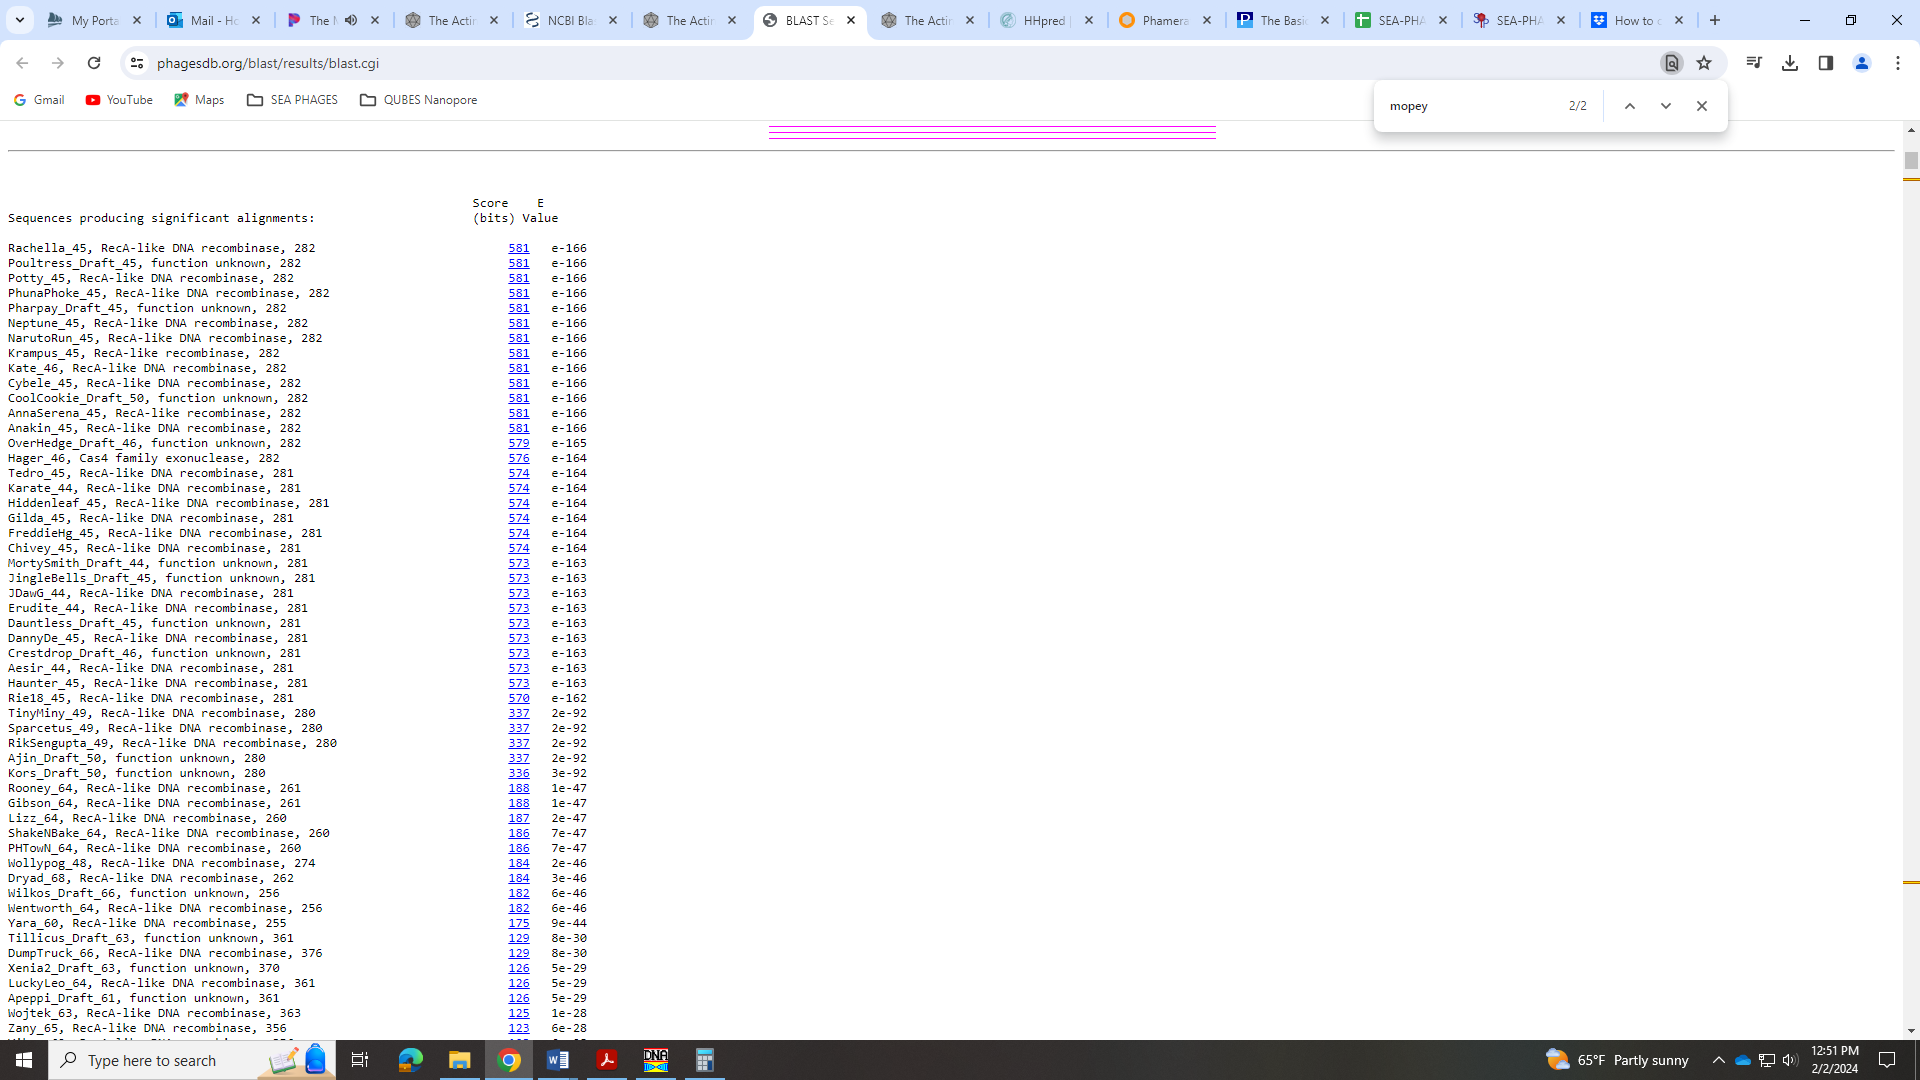 My Porta
Mail - Ho
The N
The Actin
NCBI Blas
The Actin
BLAST Se
The Actin
HHpred |
Phamera
The Basic
SEA-PHA
SEA-PHA
How to c
phagesdb.org/blast/results/blast.cgi
Gmail
YouTube
Maps
SEA PHAGES
QUBES Nanopore
mopey 2/2
Score E
Sequences producing significant alignments: (bits) Value
Rachella_45, RecA-like DNA recombinase, 282 581 e-166
Poultress_Draft_45, function unknown, 282 581 e-166
Potty_45, RecA-like DNA recombinase, 282 581 e-166
PhunaPhoke_45, RecA-like DNA recombinase, 282 581 e-166
Pharpay_Draft_45, function unknown, 282 581 e-166
Neptune_45, RecA-like DNA recombinase, 282 581 e-166
NarutoRun_45, RecA-like DNA recombinase, 282 581 e-166
Krampus_45, RecA-like recombinase, 282 581 e-166
Kate_46, RecA-like DNA recombinase, 282 581 e-166
Cybele_45, RecA-like DNA recombinase, 282 581 e-166
CoolCookie_Draft_50, function unknown, 282 581 e-166
AnnaSerena_45, RecA-like recombinase, 282 581 e-166
Anakin_45, RecA-like DNA recombinase, 282 581 e-166
OverHedge_Draft_46, function unknown, 282 579 e-165
Hager_46, Cas4 family exonuclease, 282 576 e-164
Tedro_45, RecA-like DNA recombinase, 281 574 e-164
Karate_44, RecA-like DNA recombinase, 281 574 e-164
Hiddenleaf_45, RecA-like DNA recombinase, 281 574 e-164
Gilda_45, RecA-like DNA recombinase, 281 574 e-164
FreddieHg_45, RecA-like DNA recombinase, 281 574 e-164
Chivey_45, RecA-like DNA recombinase, 281 574 e-164
MortySmith_Draft_44, function unknown, 281 573 e-163
JingleBells_Draft_45, function unknown, 281 573 e-163
JDawG_44, RecA-like DNA recombinase, 281 573 e-163
Erudite_44, RecA-like DNA recombinase, 281 573 e-163
Dauntless_Draft_45, function unknown, 281 573 e-163
DannyDe_45, RecA-like DNA recombinase, 281 573 e-163
Crestdrop_Draft_46, function unknown, 281 573 e-163
Aesir_44, RecA-like DNA recombinase, 281 573 e-163
Haunter_45, RecA-like DNA recombinase, 281 573 e-163
Rie18_45, RecA-like DNA recombinase, 281 570 e-162
TinyMiny_49, RecA-like DNA recombinase, 280 337 2e-92
Sparcetus_49, RecA-like DNA recombinase, 280 337 2e-92
RikSengupta_49, RecA-like DNA recombinase, 280 337 2e-92
Ajin_Draft_50, function unknown, 280 337 2e-92
Kors_Draft_50, function unknown, 280 336 3e-92
Rooney_64, RecA-like DNA recombinase, 261 188 1e-47
Gibson_64, RecA-like DNA recombinase, 261 188 1e-47
Lizz_64, RecA-like DNA recombinase, 260 187 2e-47
ShakeNBake_64, RecA-like DNA recombinase, 260 186 7e-47
PHTowN_64, RecA-like DNA recombinase, 260 186 7e-47
Wollypog_48, RecA-like DNA recombinase, 274 184 2e-46
Dryad_68, RecA-like DNA recombinase, 262 184 3e-46
Wilkos_Draft_66, function unknown, 256 182 6e-46
Wentworth_64, RecA-like DNA recombinase, 256 182 6e-46
Yara_60, RecA-like DNA recombinase, 255 175 9e-44
Tillicus_Draft_63, function unknown, 361 129 8e-30
DumpTruck_66, RecA-like DNA recombinase, 376 129 8e-30
Xenia2_Draft_63, function unknown, 370 126 5e-29
LuckyLeo_64, RecA-like DNA recombinase, 361 126 5e-29
Apeppi_Draft_61, function unknown, 361 126 5e-29
Wojtek_63, RecA-like DNA recombinase, 363 125 1e-28
Zany_65, RecA-like DNA recombinase, 356 123 6e-28
Type here to search
65°F Partly sunny
12:51 PM
2/2/2024